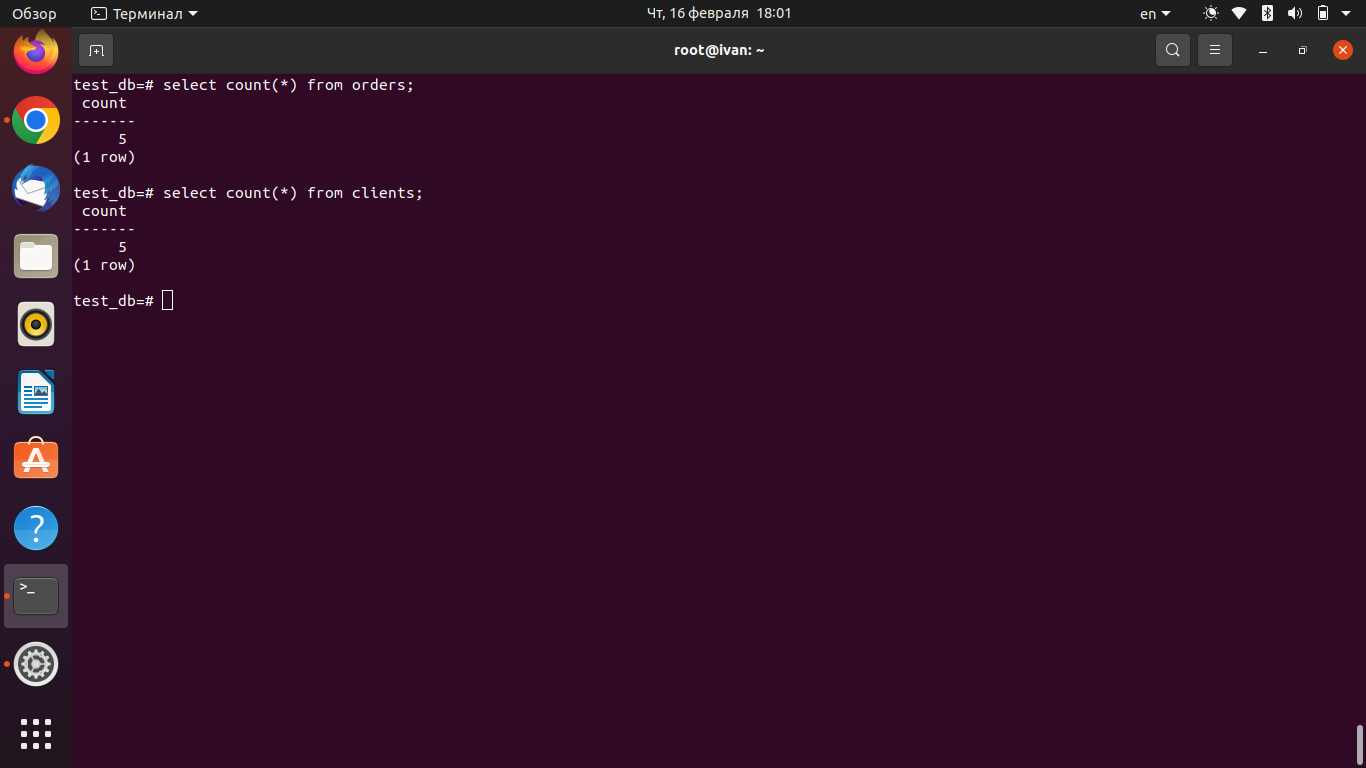 Обзор
Терминал
Чт, 16 февраля 18:01
en
root@ivan: ~
test_db=# select count(*) from orders;
 count
-------
     5
(1 row)

test_db=# select count(*) from clients;
 count
-------
     5
(1 row)

test_db=#
>_
?